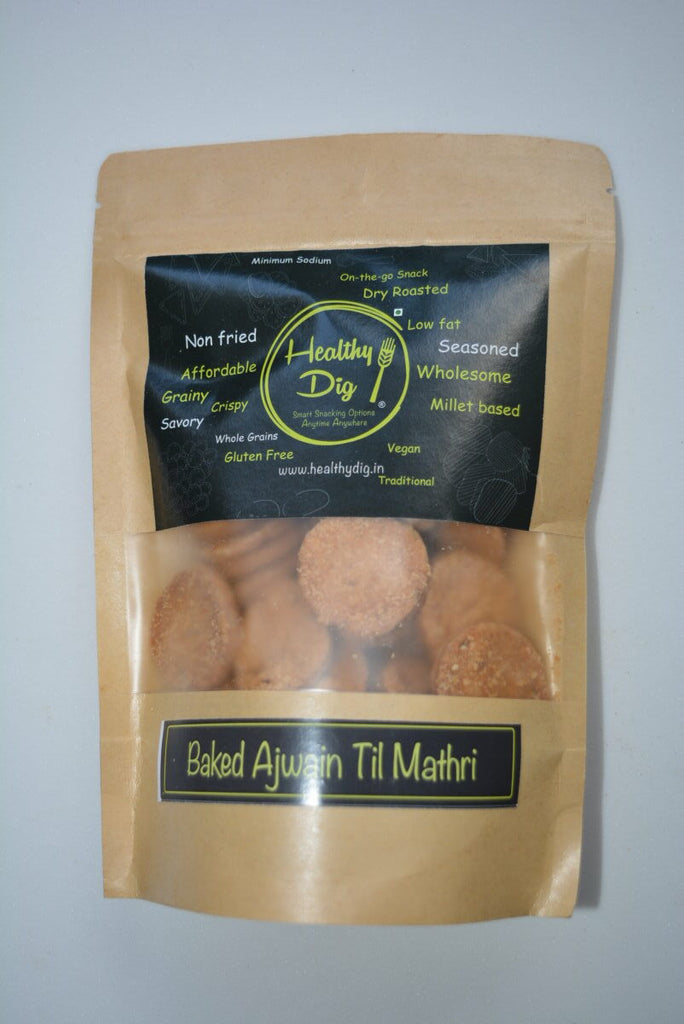 Minimum Sodium
On-the-go Snack
Dry Roasted
Non fried
Low fat
Seasoned
Affordable
Wholesome
Grainy
Crispy
Millet based
Savory
Healthy
Dig
®
Smart Snacking Options
Anytime Anywhere
Whole Grains
Gluten Free
Vegan
www.healthydig.in
Traditional
Baked Ajwain Til Mathri